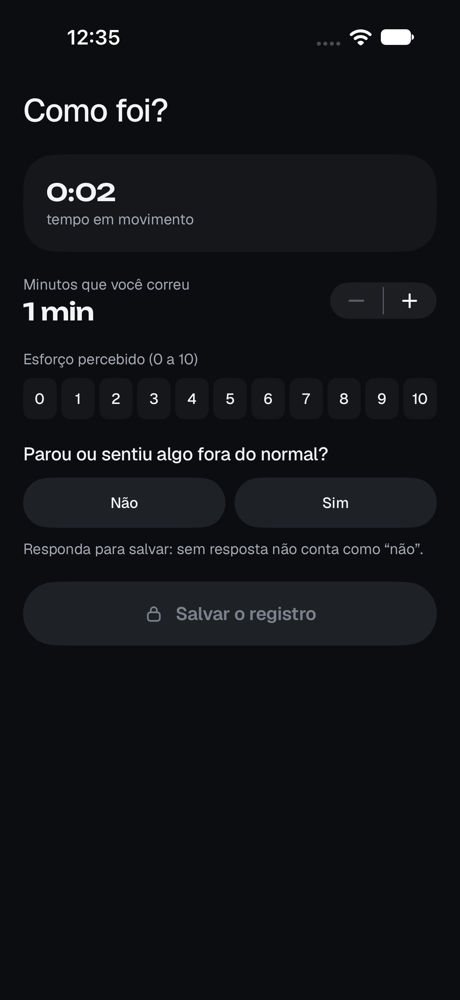 12:35
Como foi?
0:02
tempo em movimento
Minutos que você correu
1 min
Esforço percebido (0 a 10)
0 1 2 3 4 5 6 7 8 9 10
Parou ou sentiu algo fora do normal?
Não Sim
Responda para salvar: sem resposta não conta como “não”.
Salvar o registro